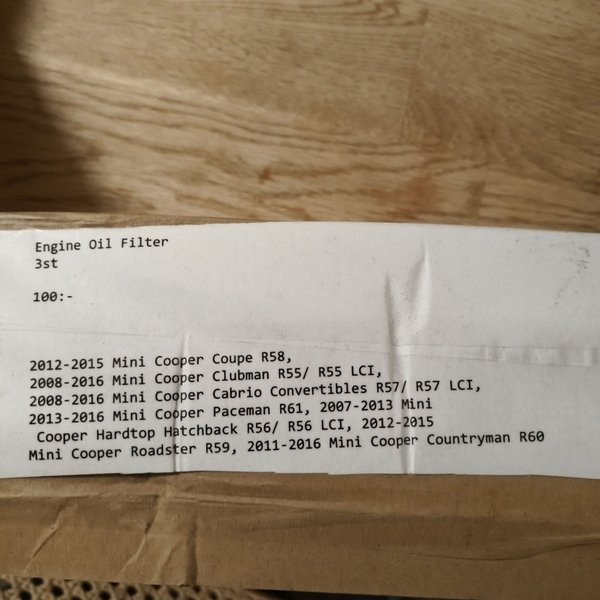 Engine Oil Filter
3st
100:-
2012-2015 Mini Cooper Coupe R58,
2008-2016 Mini Cooper Clubman R55/ R55 LCI,
2008-2016 Mini Cooper Cabrio Convertibles R57/ R57 LCI,
2013-2016 Mini Cooper Paceman R61, 2007-2013 Mini
Cooper Hardtop Hatchback R56/ R56 LCI, 2012-2015
Mini Cooper Roadster R59, 2011-2016 Mini Cooper Countryman R60